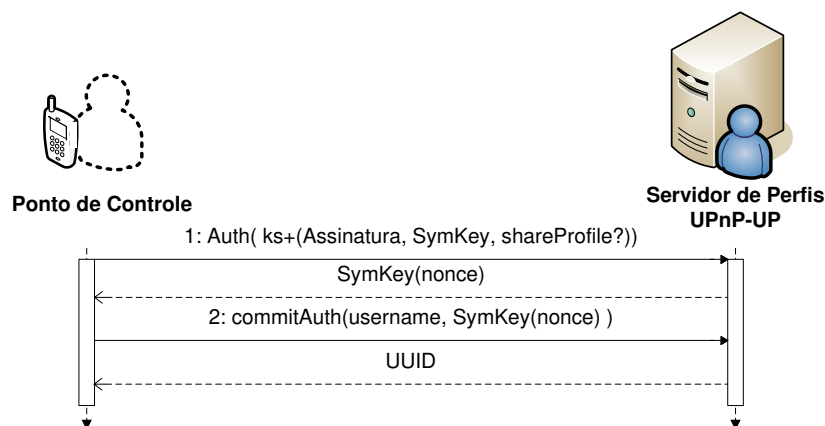 Ponto de Controle
Servidor de Perfis
UPnP-UP
1: Auth( ks+(Assinatura, SymKey, shareProfile?))
SymKey(nonce)
2: commitAuth(username, SymKey(nonce) )
UUID